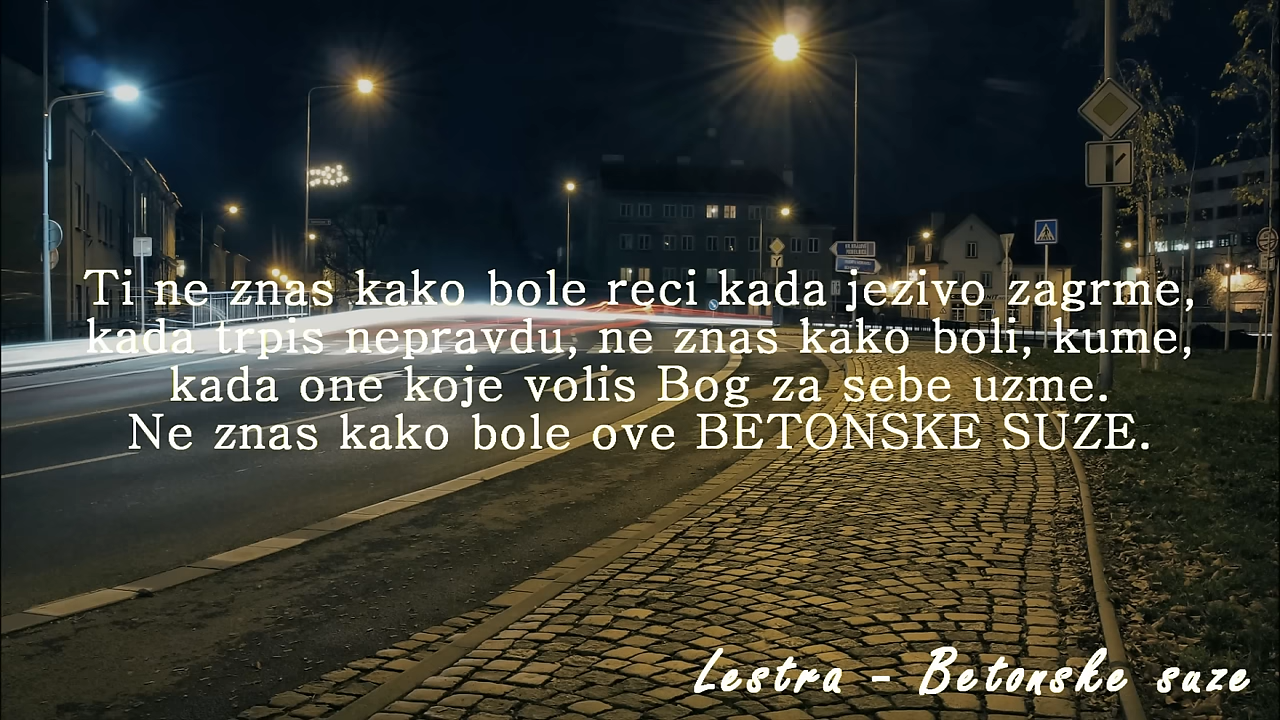 Ti ne znas kako bole reci kada jezivo zagrme,
kada trpis nepravdu, ne znas kako boli, kume,
kada one koje volis Bog za sebe uzme.
Ne znas kako bole ove BETONSKE SUZE.
Lestra - Betonske suze